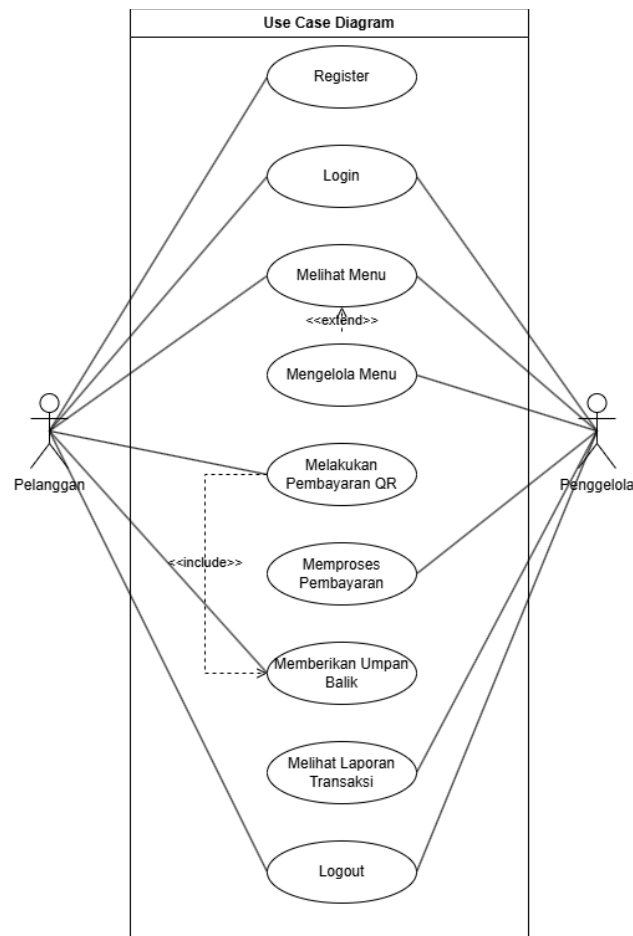 Use Case Diagram
Register
Login
Melihat Menu
<<extend>>
Mengelola Menu
Pelanggan
Melakukan
Pembayaran QR
Penggelola
<<include>>
Memproses
Pembayaran
Memberikan Umpan
Balik
Melihat Laporan
Transaksi
Logout